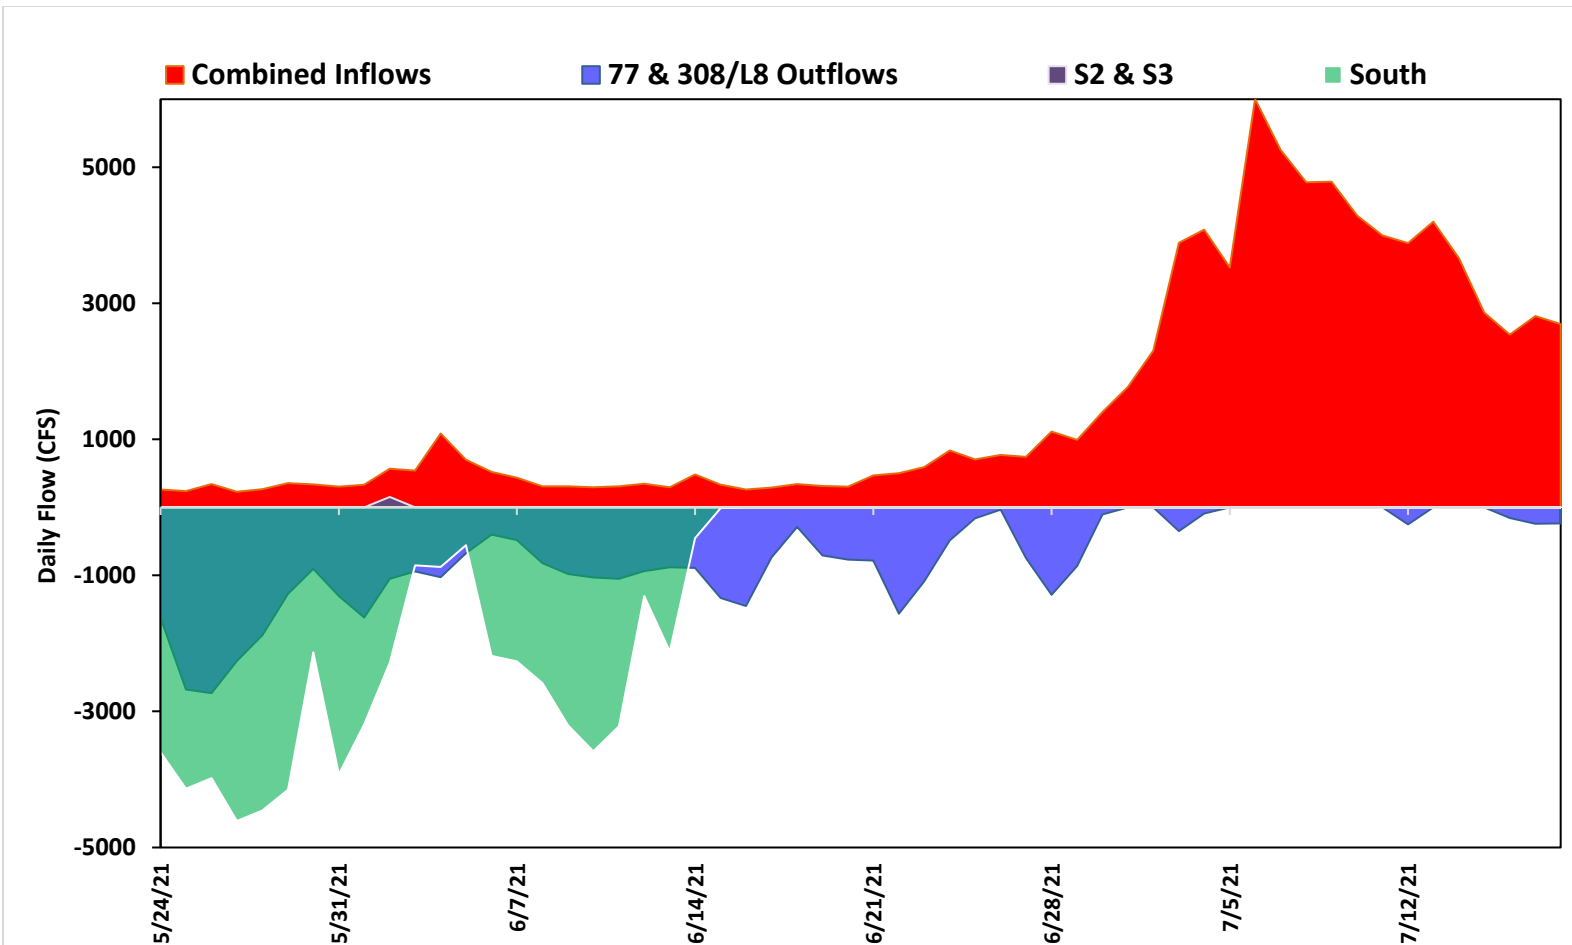 Combined Inflows 77 & 308/L8 Outflows S2 & S3 South
5000
3000
1000
-1000
-3000
-5000
Daily Flow (CFS)
5/24/21 5/31/21 6/7/21 6/14/21 6/21/21 6/28/21 7/5/21 7/12/21